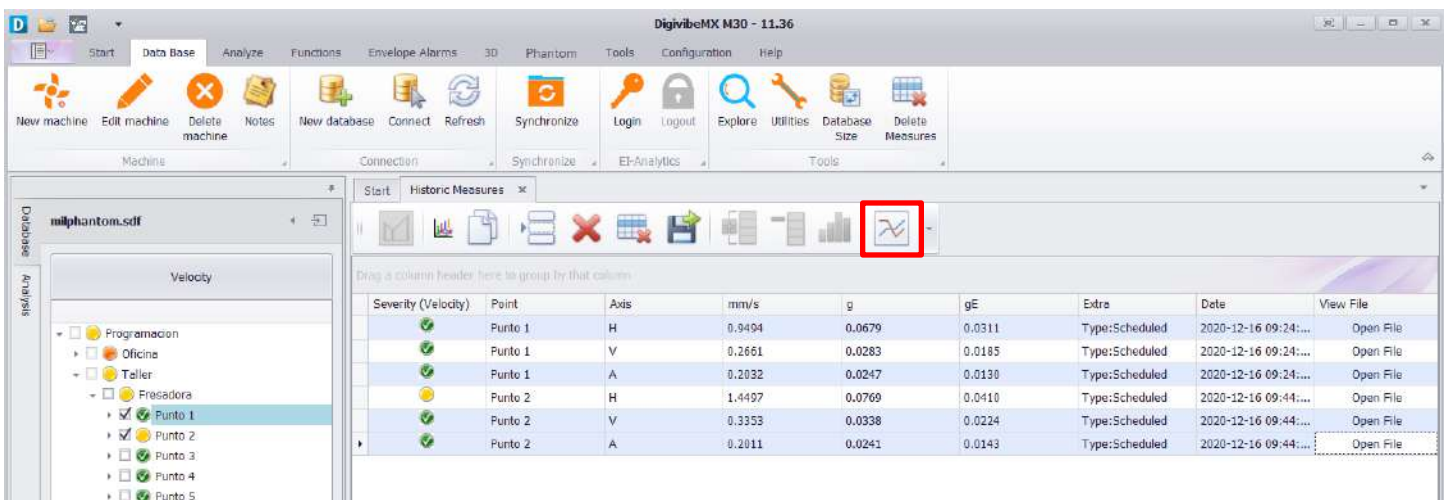 DigivibeMX M30 - 11.36
Start Data Base Analyze Functions Envelope Alarms 3D Phantom Tools Configuration Help
New machine Edit machine Delete machine Notes New database Connect Refresh Synchronize Login Logout Explore Utilities Database Size Delete Measures
Machine Connection Synchronize EI-Analytics Tools
Start Historic Measures
Database
Analysis
milphantom.sdf
Velocity
Drag a column header here to group by that column
Severity (Velocity) Point Axis mm/s g gE Extra Date View File
Punto 1 H 0.9494 0.0679 0.0311 Type:Scheduled 2020-12-16 09:24:... Open File
Punto 1 V 0.2661 0.0283 0.0185 Type:Scheduled 2020-12-16 09:24:... Open File
Punto 1 A 0.2032 0.0247 0.0130 Type:Scheduled 2020-12-16 09:24:... Open File
Punto 2 H 1.4497 0.0769 0.0410 Type:Scheduled 2020-12-16 09:44:... Open File
Punto 2 V 0.3353 0.0338 0.0224 Type:Scheduled 2020-12-16 09:44:... Open File
Punto 2 A 0.2011 0.0241 0.0143 Type:Scheduled 2020-12-16 09:44:... Open File
Programacion
Oficina
Taller
Fresadora
Punto 1
Punto 2
Punto 3
Punto 4
Punto 5